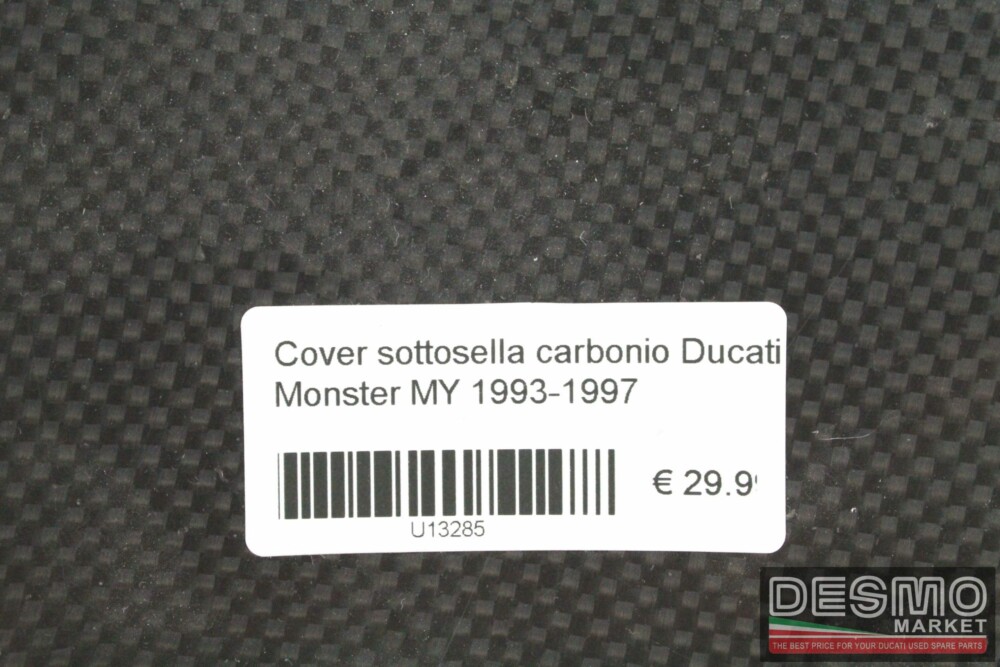 Cover sottosella carbonio Ducati
Monster MY 1993-1997
€ 29.9
U13285
DESMO
MARKET
THE BEST PRICE FOR YOUR DUCATI USED SPARE PARTS